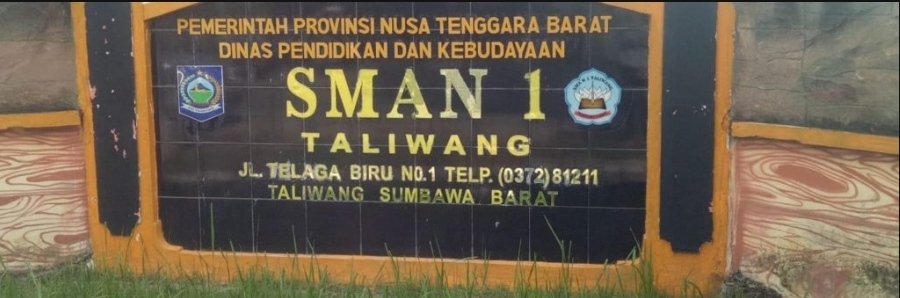 PEMERINTAH PROVINSI NUSA TENGGARA BARAT
DINAS PENDIDIKAN DAN KEBUDAYAAN
SMAN 1
TALIWANG
JL. TELAGA BIRU NO.1 TELP. (0372) 81211
TALIWANG SUMBAWA BARAT